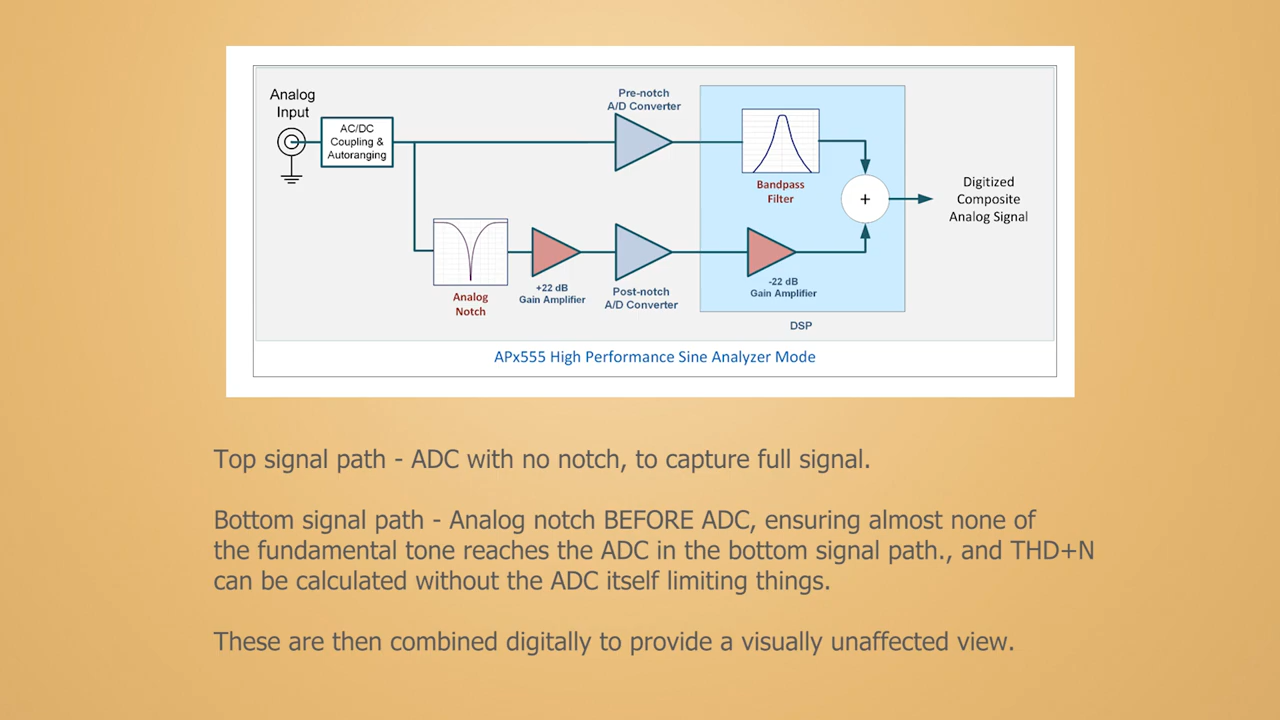 Analog
Input
AC/DC
Coupling &
Autoranging
Pre-notch
A/D Converter
Bandpass
Filter
+
Digitized
Composite
Analog Signal
Analog
Notch
+22 dB
Gain Amplifier
Post-notch
A/D Converter
-22 dB
Gain Amplifier
DSP
APx555 High Performance Sine Analyzer Mode
Top signal path - ADC with no notch, to capture full signal.
Bottom signal path - Analog notch BEFORE ADC, ensuring almost none of
the fundamental tone reaches the ADC in the bottom signal path., and THD+N
can be calculated without the ADC itself limiting things.
These are then combined digitally to provide a visually unaffected view.